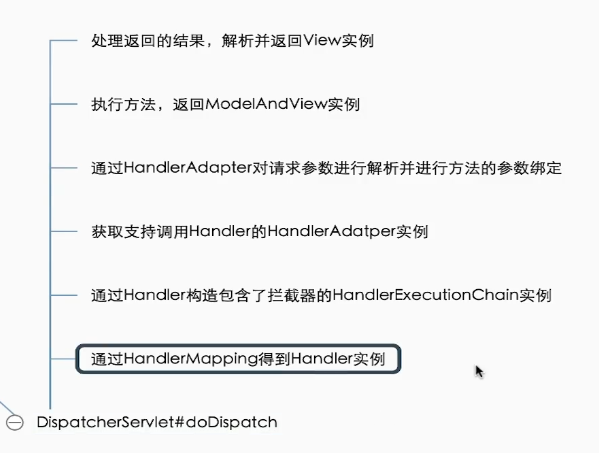 处理返回的结果，解析并返回View实例
执行方法，返回ModelAndView实例
通过HandlerAdapter对请求参数进行解析并进行方法的参数绑定
获取支持调用Handler的HandlerAdatper实例
通过Handler构造包含了拦截器的HandlerExecutionChain实例
通过HandlerMapping得到Handler实例
DispatcherServlet#doDispatch